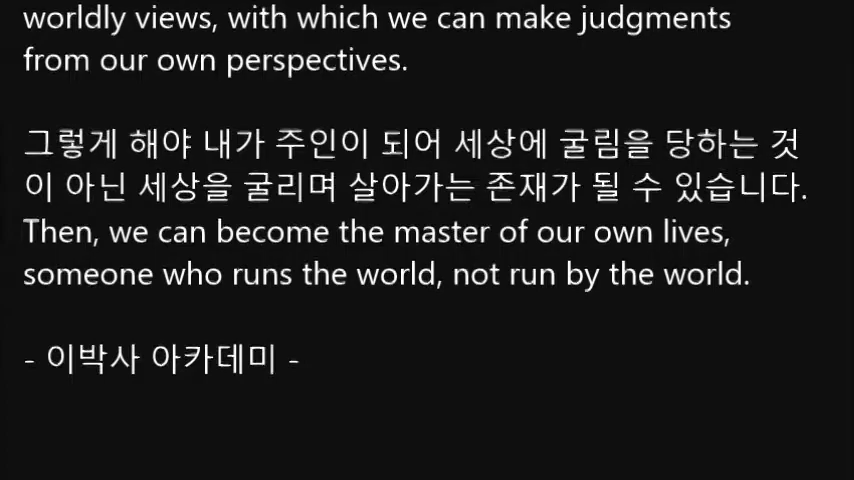 worldly views, with which we can make judgments
from our own perspectives.
그렇게 해야 내가 주인이 되어 세상에 굴림을 당하는 것
이 아닌 세상을 굴리며 살아가는 존재가 될 수 있습니다.
Then, we can become the master of our own lives,
someone who runs the world, not run by the world.
- 이박사 아카데미 -